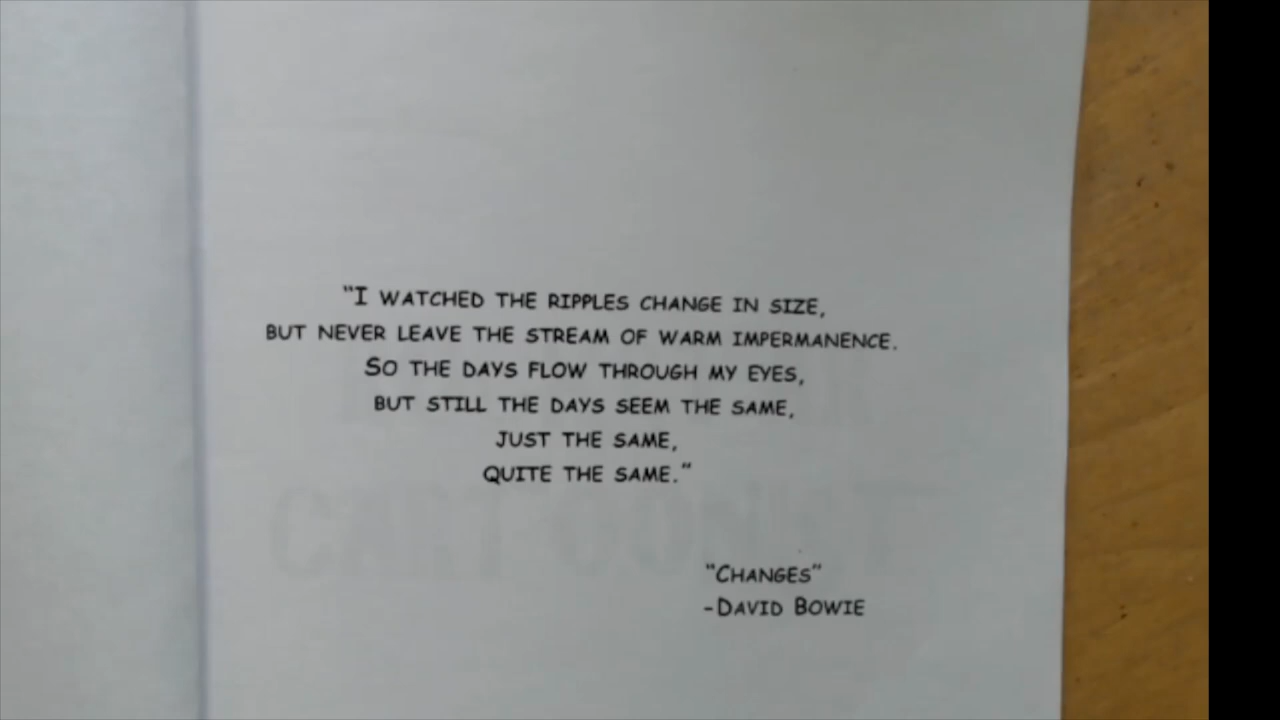 “I WATCHED THE RIPPLES CHANGE IN SIZE,
BUT NEVER LEAVE THE STREAM OF WARM IMPERMANENCE.
SO THE DAYS FLOW THROUGH MY EYES,
BUT STILL THE DAYS SEEM THE SAME,
JUST THE SAME,
QUITE THE SAME.”
“CHANGES”
-DAVID BOWIE